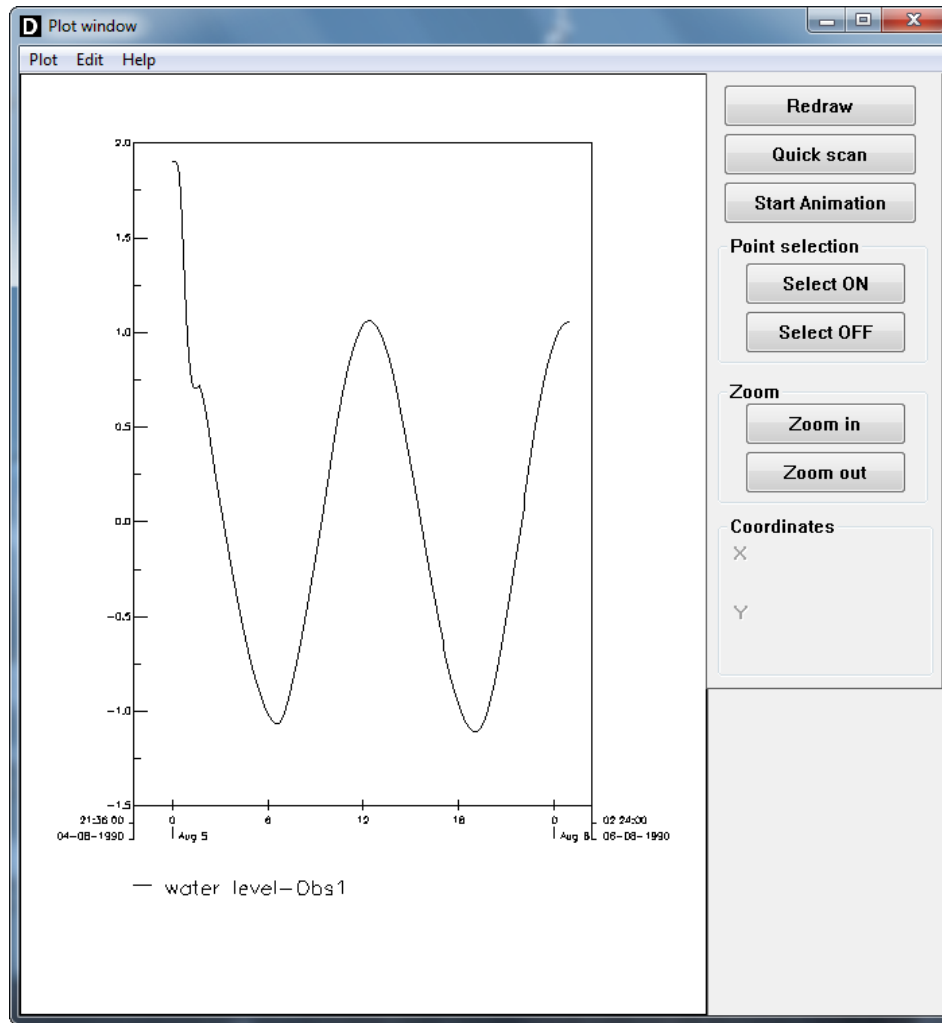 D Plot window
Plot Edit Help
Redraw
Quick scan
Start Animation
Point selection
Select ON
Select OFF
Zoom
Zoom in
Zoom out
Coordinates
X
Y
2.0
1.5
1.0
0.5
0.0
-0.5
-1.0
-1.5
21:36:00 0 6 12 18 0 02:24:00
04-08-1990 Aug 5 Aug 6 06-08-1990
water level-Obs1